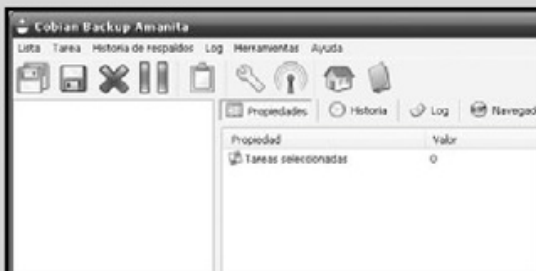 Cobian Backup Amanita
Lista Tarea Historia de respaldos Log Herramientas Ayuda
Propiedades Historia Log Navegad
Propiedad Valor
Tareas seleccionadas 0